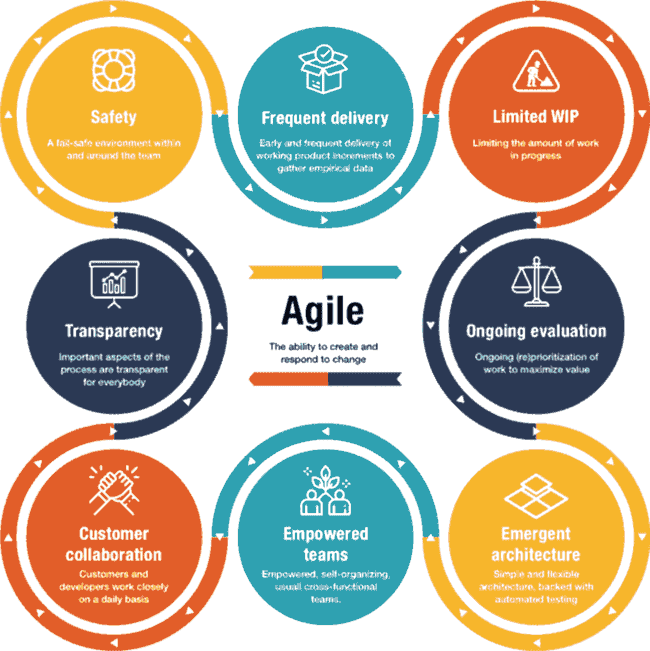 Safety
A fail-safe environment within
and around the team
Frequent delivery
Early and frequent delivery of
working product increments to
gather empirical data
Limited WIP
Limiting the amount of work
in progress
Transparency
Important aspects of the
process are transparent
for everybody
Agile
The ability to create and
respond to change
Ongoing evaluation
Ongoing (re)prioritization of
work to maximize value
Customer
collaboration
Customers and
developers work closely
on a daily basis
Empowered
teams
Empowered, self-organizing,
usuall cross-functional
teams.
Emergent
architecture
Simple and flexible
architecture, backed with
automated testing